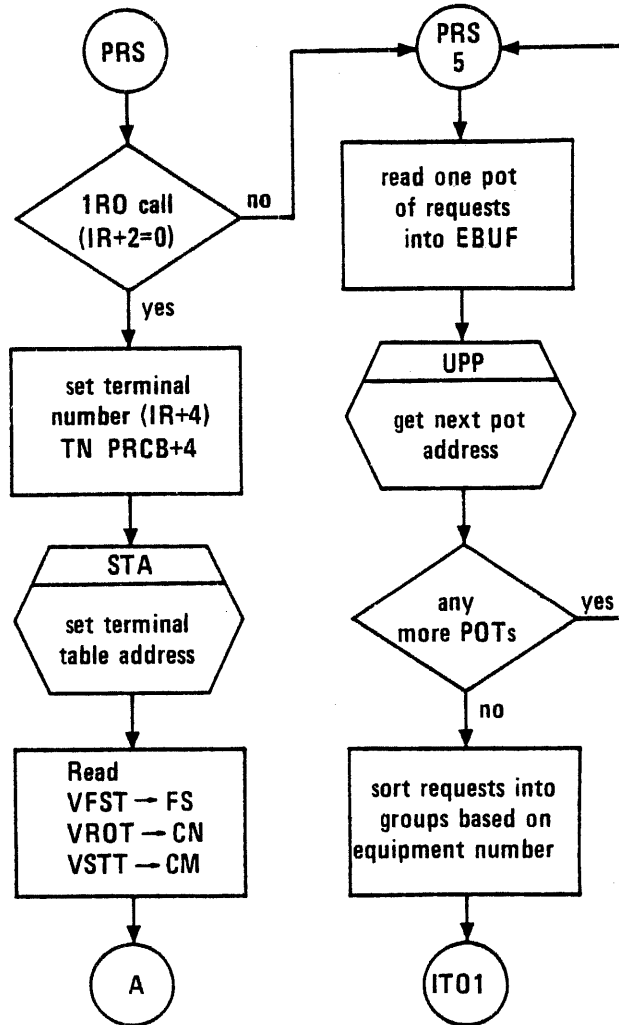 PRS
1RO call
(IR+2=0)
no
yes
set terminal
number (IR+4)
TN PRCB+4
STA
set terminal
table address
Read
VFST → FS
VROT → CN
VSTT → CM
A
PRS
5
read one pot
of requests
into EBUF
UPP
get next pot
address
any
more POTs
yes
no
sort requests into
groups based on
equipment number
ITO1